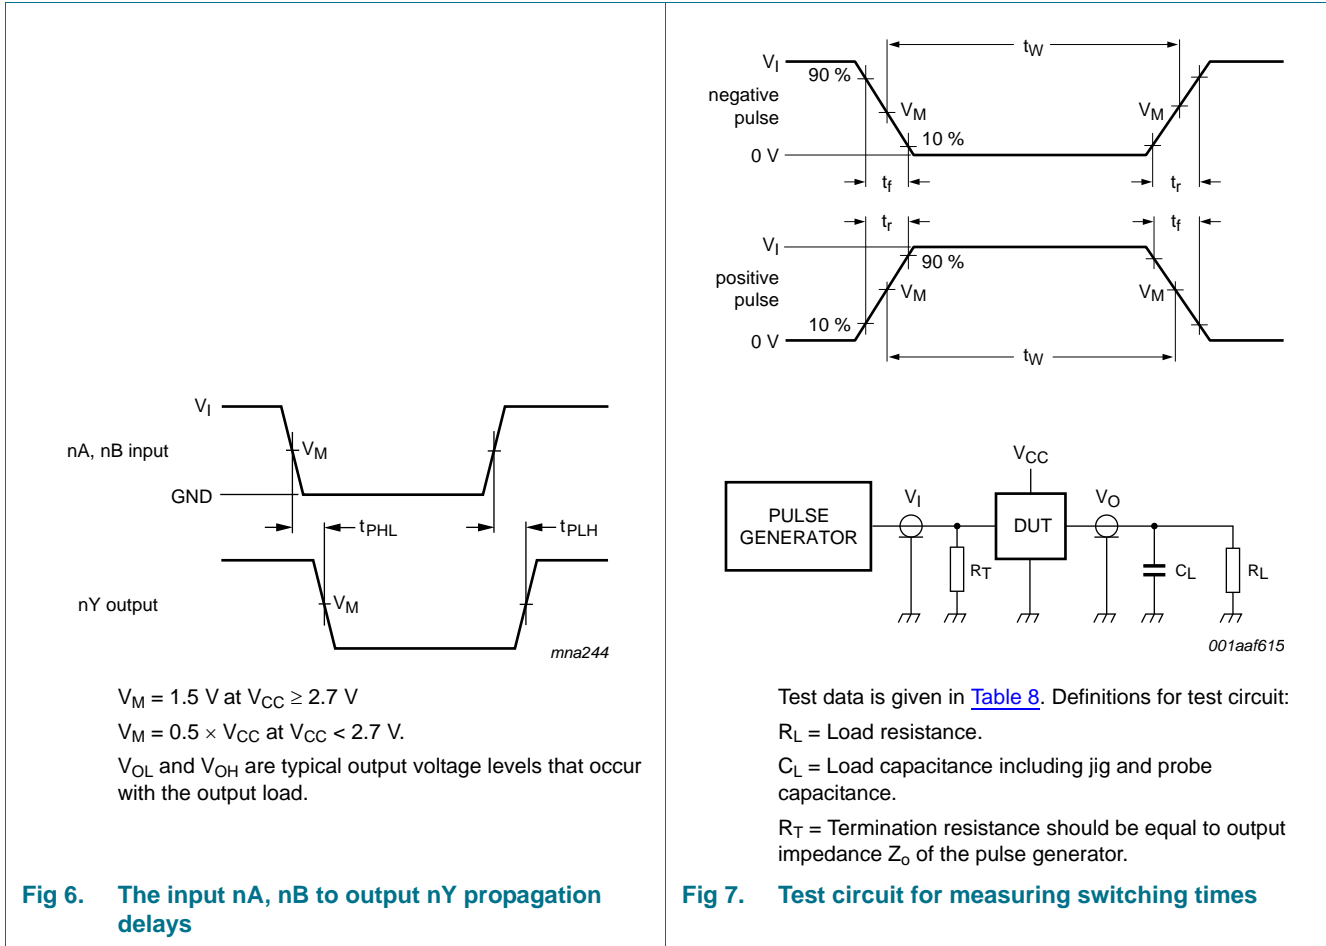 V_I
nA, nB input
V_M
GND
t_PHL
t_PLH
nY output
V_M
mna244
V_M = 1.5 V at V_CC ≥ 2.7 V
V_M = 0.5 × V_CC at V_CC < 2.7 V.
V_OL and V_OH are typical output voltage levels that occur
with the output load.
Fig 6. The input nA, nB to output nY propagation
delays
t_W
V_I
90 %
negative
pulse
V_M
V_M
10 %
0 V
t_f
t_r
t_r
t_f
V_I
90 %
positive
pulse
V_M
V_M
10 %
0 V
t_W
V_CC
PULSE
GENERATOR
V_I
DUT
V_O
R_T
C_L
R_L
001aaf615
Test data is given in Table 8. Definitions for test circuit:
R_L = Load resistance.
C_L = Load capacitance including jig and probe
capacitance.
R_T = Termination resistance should be equal to output
impedance Z_o of the pulse generator.
Fig 7. Test circuit for measuring switching times